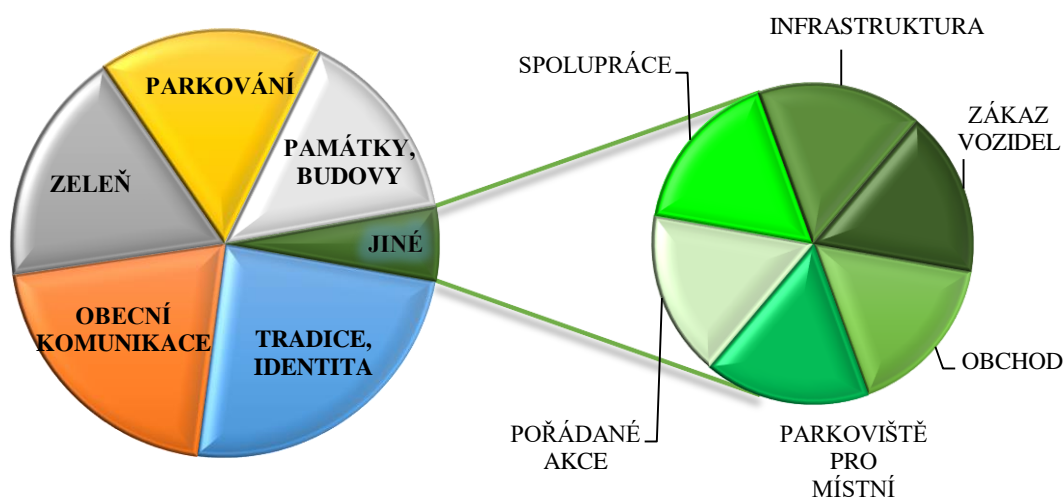 PARKOVÁNÍ
PAMÁTKY,
BUDOVY
ZELEŇ
JINÉ
OBECNÍ
KOMUNIKACE
TRADICE,
IDENTITA
INFRASTRUKTURA
SPOLUPRÁCE
ZÁKAZ
VOZIDEL
OBCHOD
POŘÁDANÉ
AKCE
PARKOVIŠTĚ
PRO
MÍSTNÍ